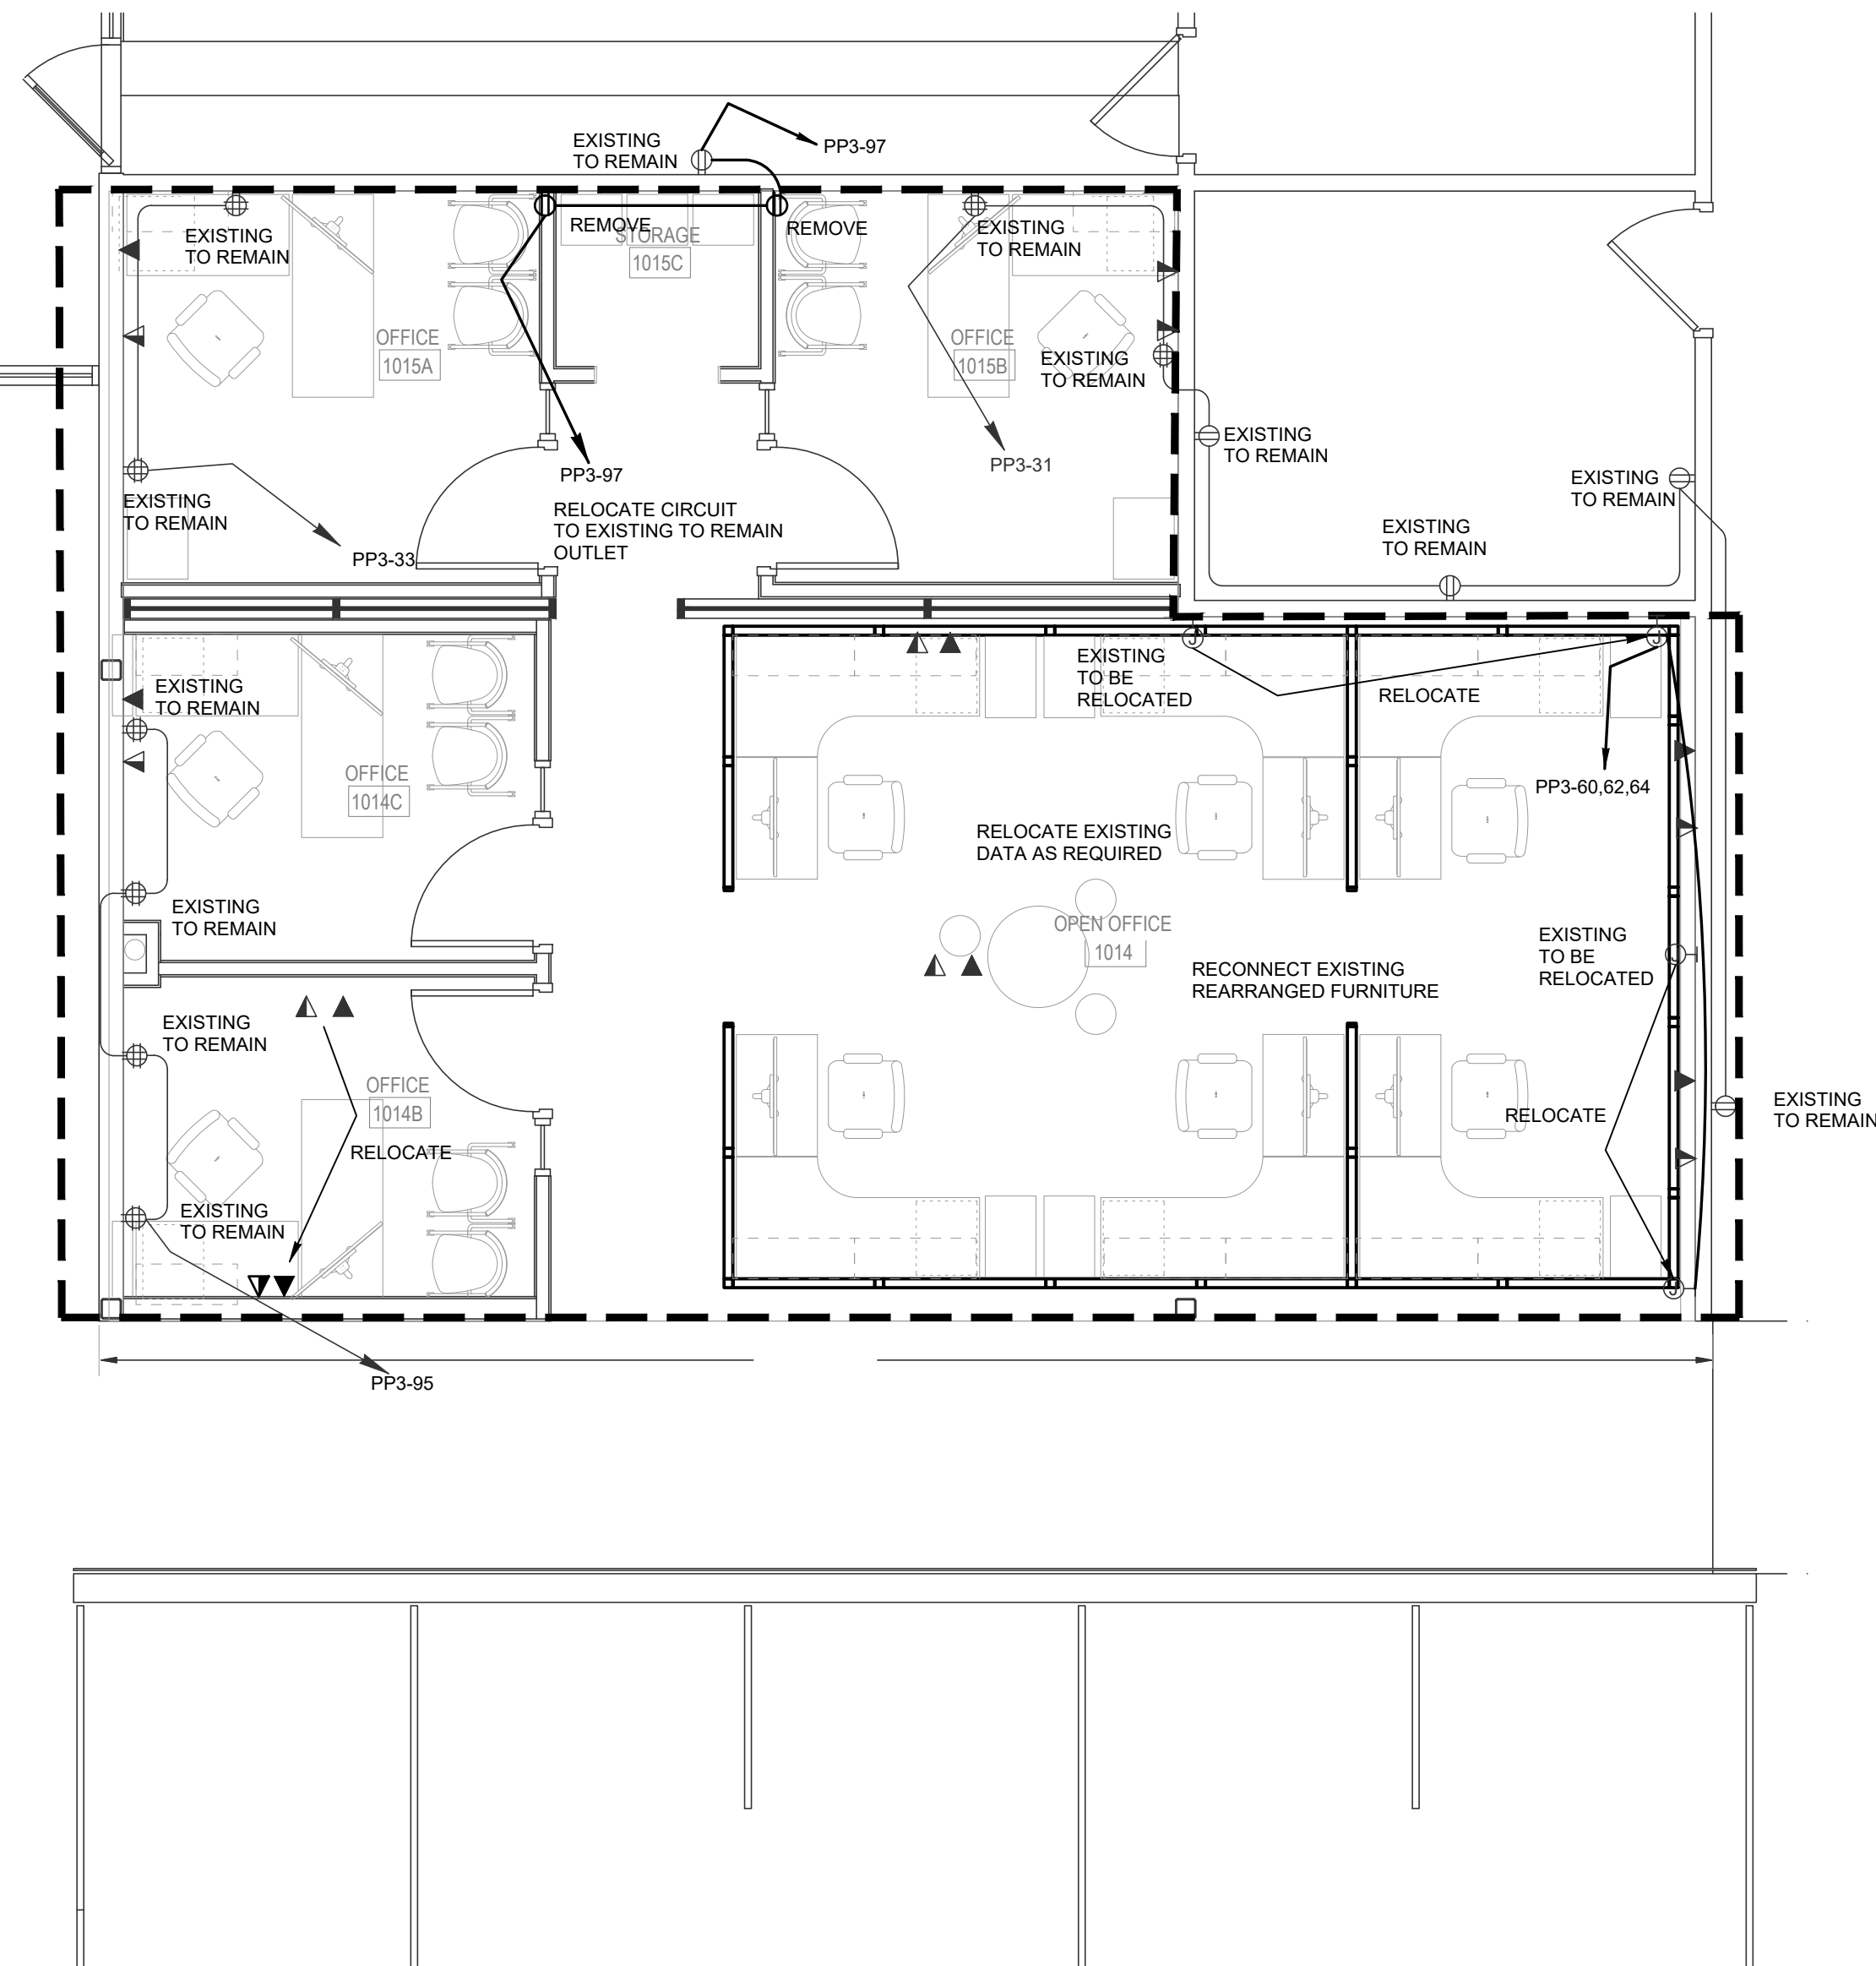 EXISTING
TO REMAIN
PP3-97
EXISTING
TO REMAIN
REMOVE
STORAGE
1015C
REMOVE
EXISTING
TO REMAIN
OFFICE
1015A
OFFICE
1015B
EXISTING
TO REMAIN
EXISTING
TO REMAIN
PP3-31
PP3-97
EXISTING
TO REMAIN
EXISTING
TO REMAIN
RELOCATE CIRCUIT
TO EXISTING TO REMAIN
OUTLET
EXISTING
TO REMAIN
PP3-33
J
J
EXISTING
TO BE
RELOCATED
RELOCATE
EXISTING
TO REMAIN
OFFICE
1014C
PP3-60,62,64
RELOCATE EXISTING
DATA AS REQUIRED
EXISTING
TO REMAIN
OPEN OFFICE
1014
EXISTING
TO BE
RELOCATED
J
RECONNECT EXISTING
REARRANGED FURNITURE
EXISTING
TO REMAIN
OFFICE
1014B
RELOCATE
EXISTING
TO REMAIN
RELOCATE
EXISTING
TO REMAIN
J
PP3-95